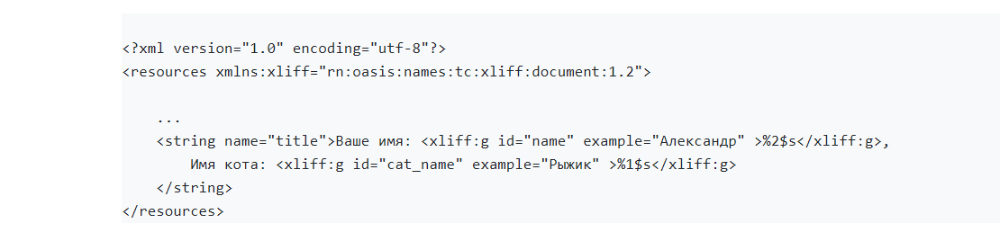 <?xml version="1.0" encoding="utf-8"?>
<resources xmlns:xliff="rn:oasis:names:tc:xliff:document:1.2">
...
<string name="title">Ваше имя: <xliff:g id="name" example="Александр" >%2$s</xliff:g>,
Имя кота: <xliff:g id="cat_name" example="Рыжик" >%1$s</xliff:g>
</string>
</resources>